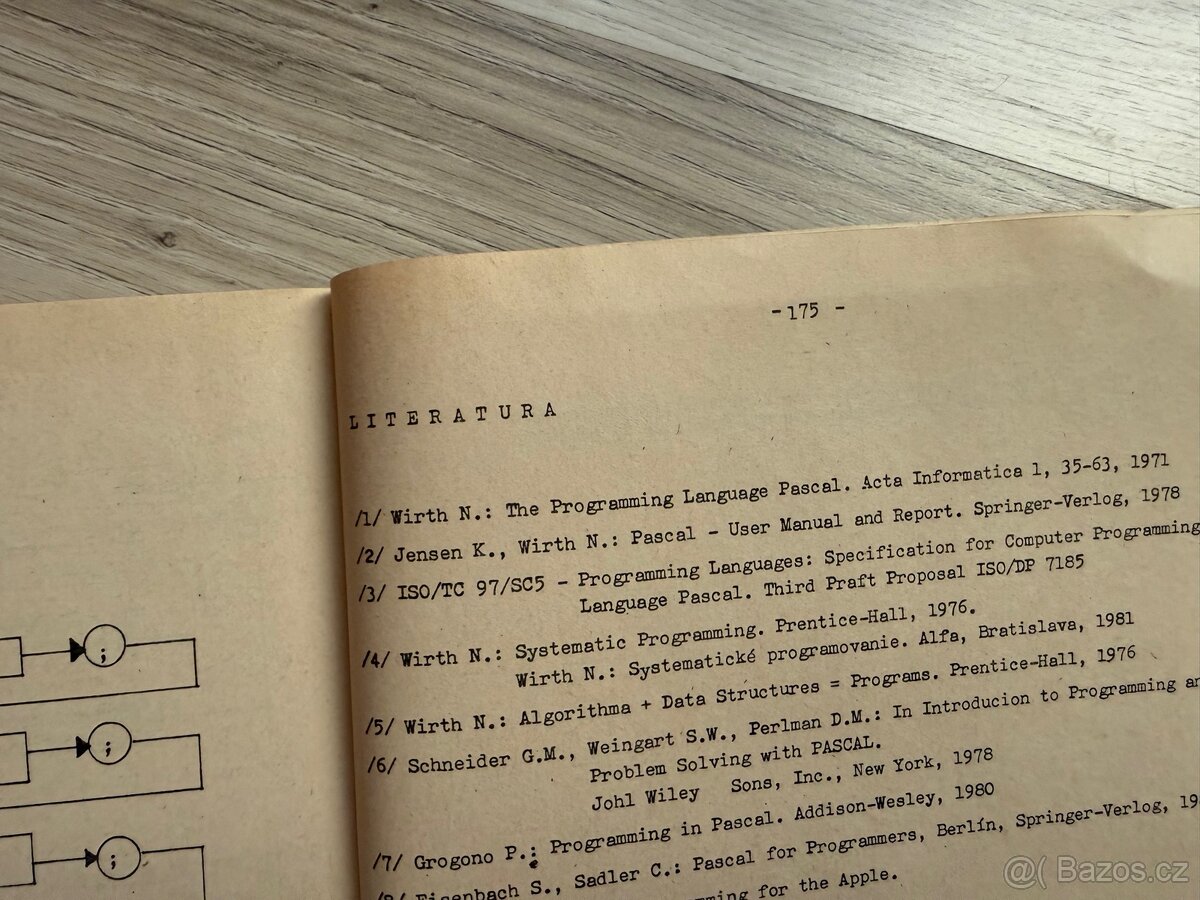 ;
;
;
- 175 -
LITERATURA
/1/ Wirth N.: The Programming Language Pascal. Acta Informatica 1, 35-63, 1971
/2/ Jensen K., Wirth N.: Pascal - User Manual and Report. Springer-Verlog, 1978
/3/ ISO/TC 97/SC5 - Programming Languages: Specification for Computer Programming
Language Pascal. Third Praft Proposal ISO/DP 7185
/4/ Wirth N.: Systematic Programming. Prentice-Hall, 1976.
Wirth N.: Systematické programovanie. Alfa, Bratislava, 1981
/5/ Wirth N.: Algorithma + Data Structures = Programs. Prentice-Hall, 1976
/6/ Schneider G.M., Weingart S.W., Perlman D.M.: In Introducion to Programming an
Problem Solving with PASCAL.
Johl Wiley Sons, Inc., New York, 1978
/7/ Grogono P.: Programming in Pascal. Addison-Wesley, 1980
/8/ Eisenbach S., Sadler C.: Pascal for Programmers, Berlín, Springer-Verlog,
for the Apple.
@( Bazos.cz